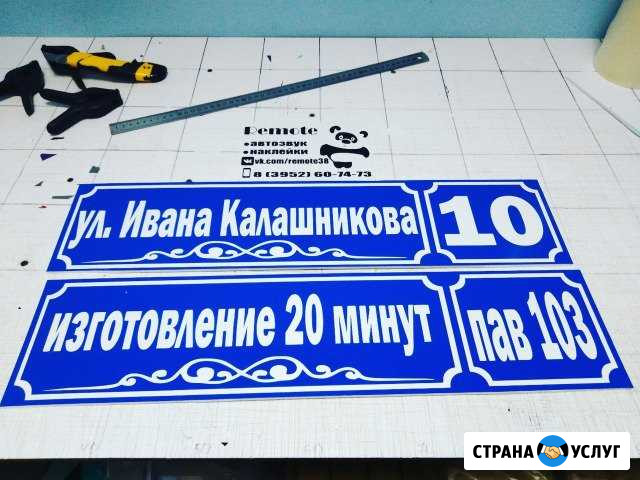 Remote
•автозвук
•наклейки
vk.com/remote38
8 (3952) 60-74-73
ул. Ивана Калашникова 10
изготовление 20 минут пав 103
СТРАНА УСЛУГ